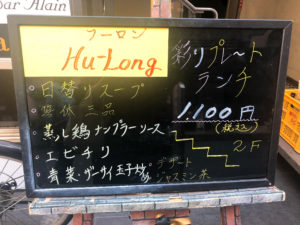 Bar Alain
フーロン
Hu-Long
・日替りスープ
・前菜三品
・蒸し鶏ナンプラーソース
・エビチリ
・青菜・ザーサイ玉子炒め
彩りプレート
ランチ
1.100円
(税込)
2F
デザート
ジャスミン茶